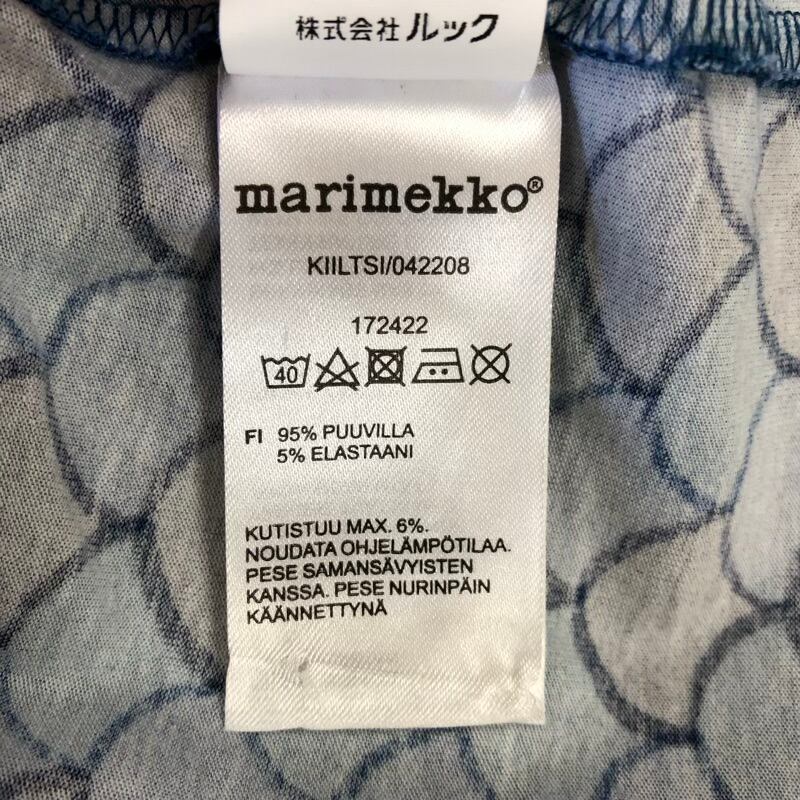 株式会社 ルック
marimekko®
KIILTSI/042208
172422
40
FI 95% PUUVILLA
5% ELASTAANI
KUTISTUU MAX. 6%.
NOUDATA OHJELÄMPÖTILAA.
PESE SAMANSÄVYISTEN
KANSSA. PESE NURINPÄIN
KÄÄNNETTYNÄ